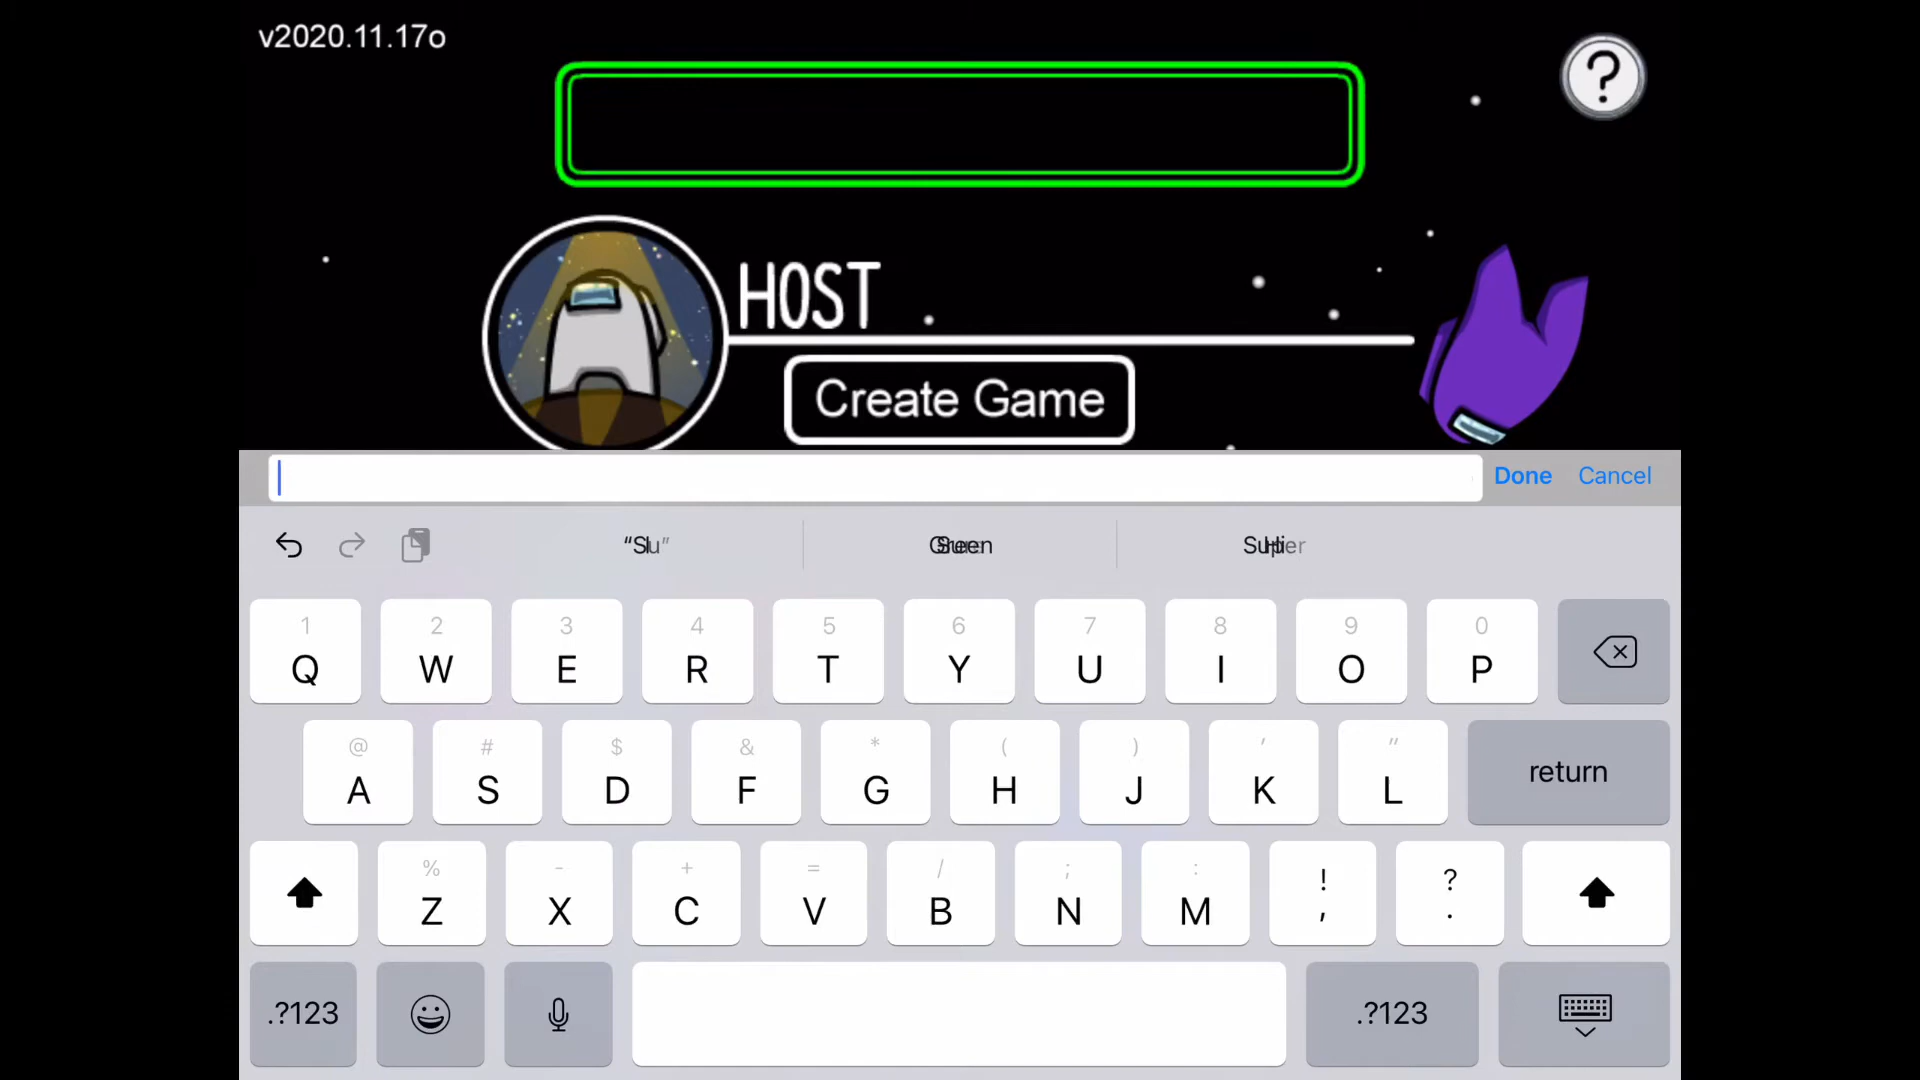 v2020.11.17o
?
HOST
Create Game
Done Cancel
1 2 3 4 5 6 7 8 9 0
Q W E R T Y U I O P
@ # $ & * ( ) ' "
A S D F G H J K L return
% - + = / ; : ! ?
Z X C V B N M , .
.?123 .?123